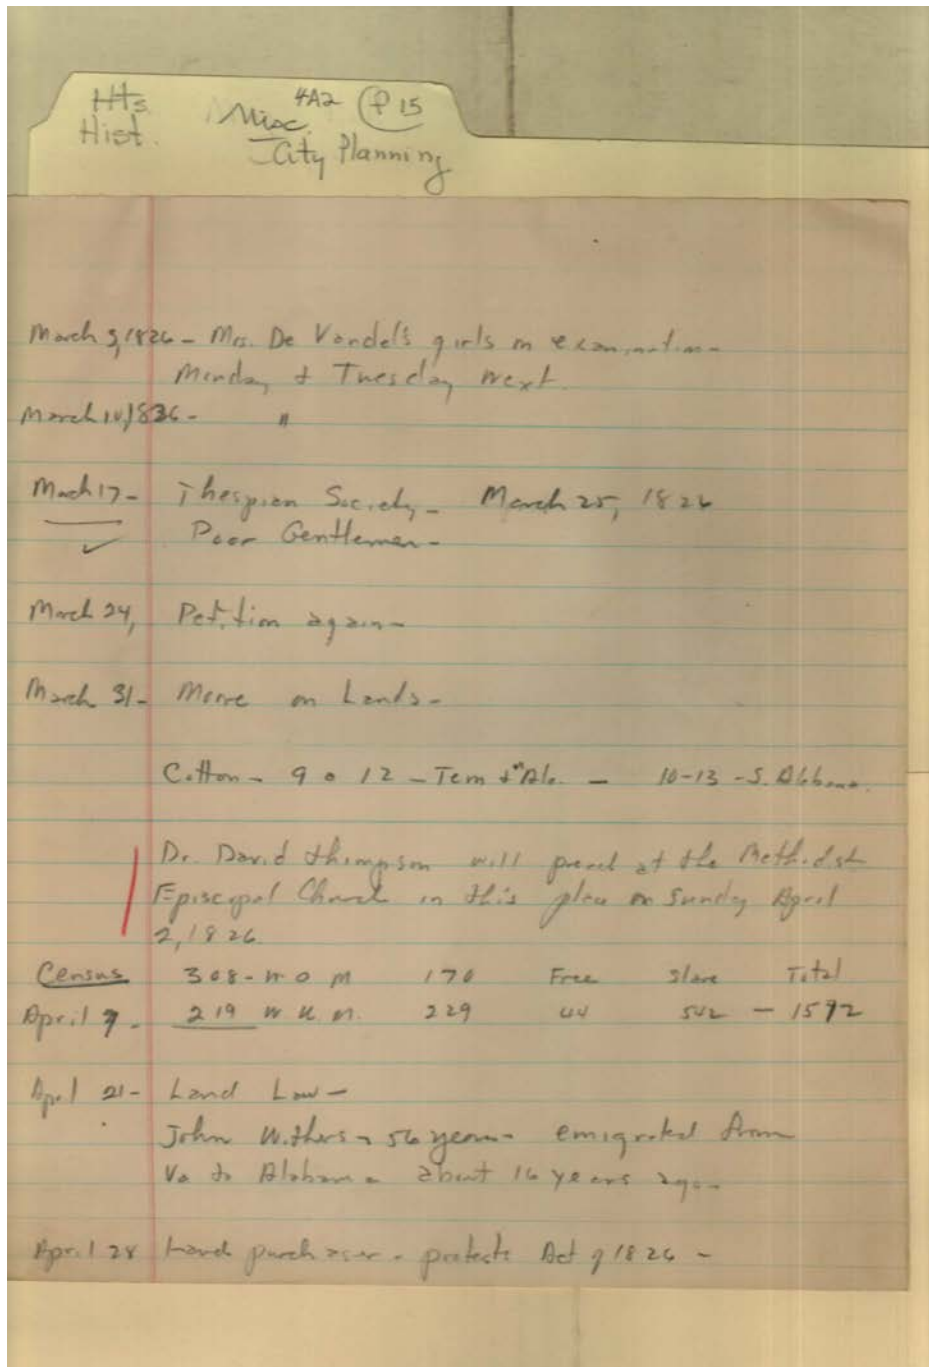 Hts. Misc. 4A2 P 15
Hist. City Planning
March 3, 1826 - Mrs. De Vandel's girls on examination -
Monday & Tuesday next.
March 10, 1836 - "
March 17 - Thespian Society - March 25, 1826
Poor Gentleman -
March 24, Petition again -
March 31 - More on Lands -
Cotton - 9 o 12 - Tenn & N Ala. - 10-13 - S. Alabama.
Dr. David Thompson will preach at the Methodist
Episcopal Church in this place on Sunday April
2, 1826.
Census 308 - W O M 170 Free Slave Total
April 7 - 219 W U M. 229 44 542 - 1592
April 21 - Land Law -
John Withers - 56 years - emigrated from
Va to Alabama about 16 years ago -
April 28 Land purchaser - protests Act of 1826 -